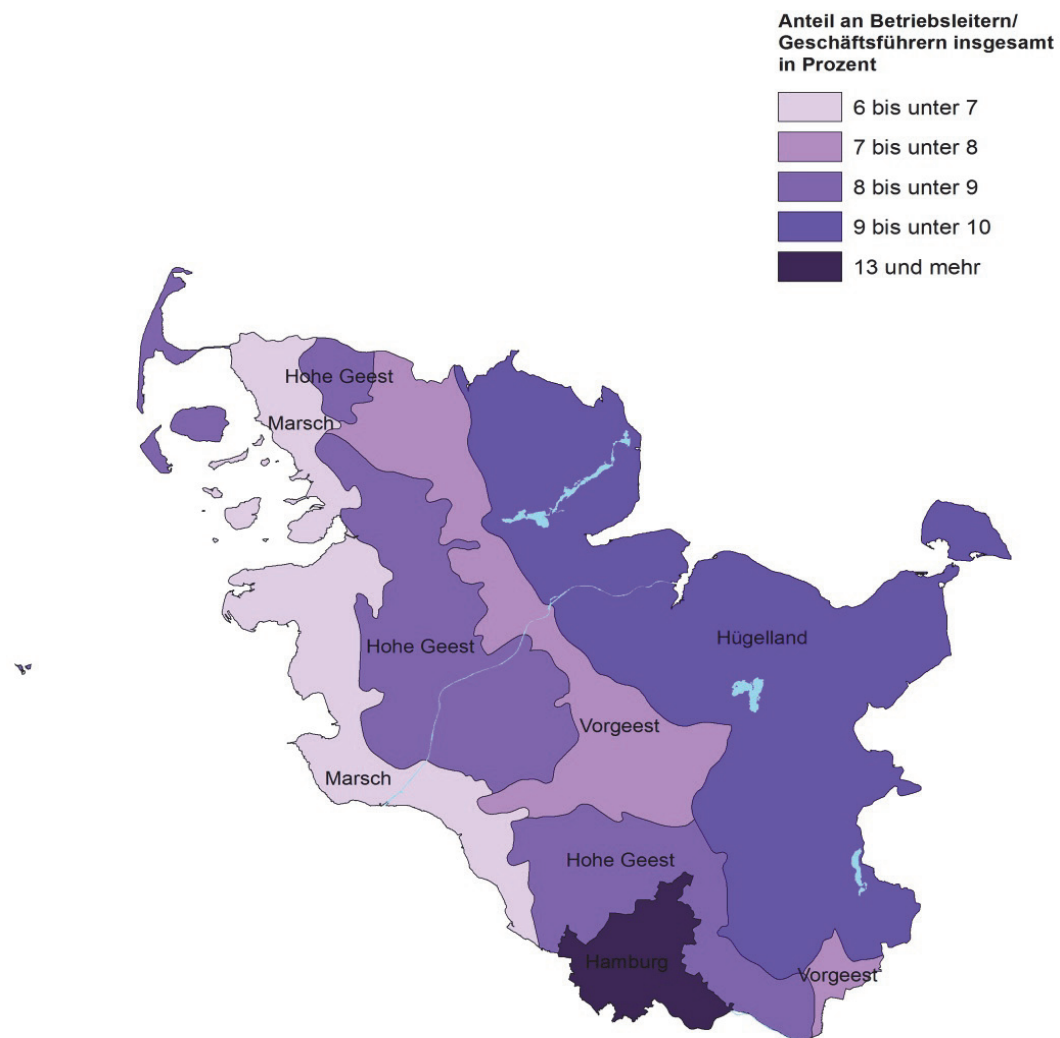 Anteil an Betriebsleitern/
Geschäftsführern insgesamt
in Prozent
6 bis unter 7
7 bis unter 8
8 bis unter 9
9 bis unter 10
13 und mehr
Hohe Geest
Marsch
Hügelland
Hohe Geest
Vorgeest
Marsch
Hohe Geest
Hamburg
Vorgeest